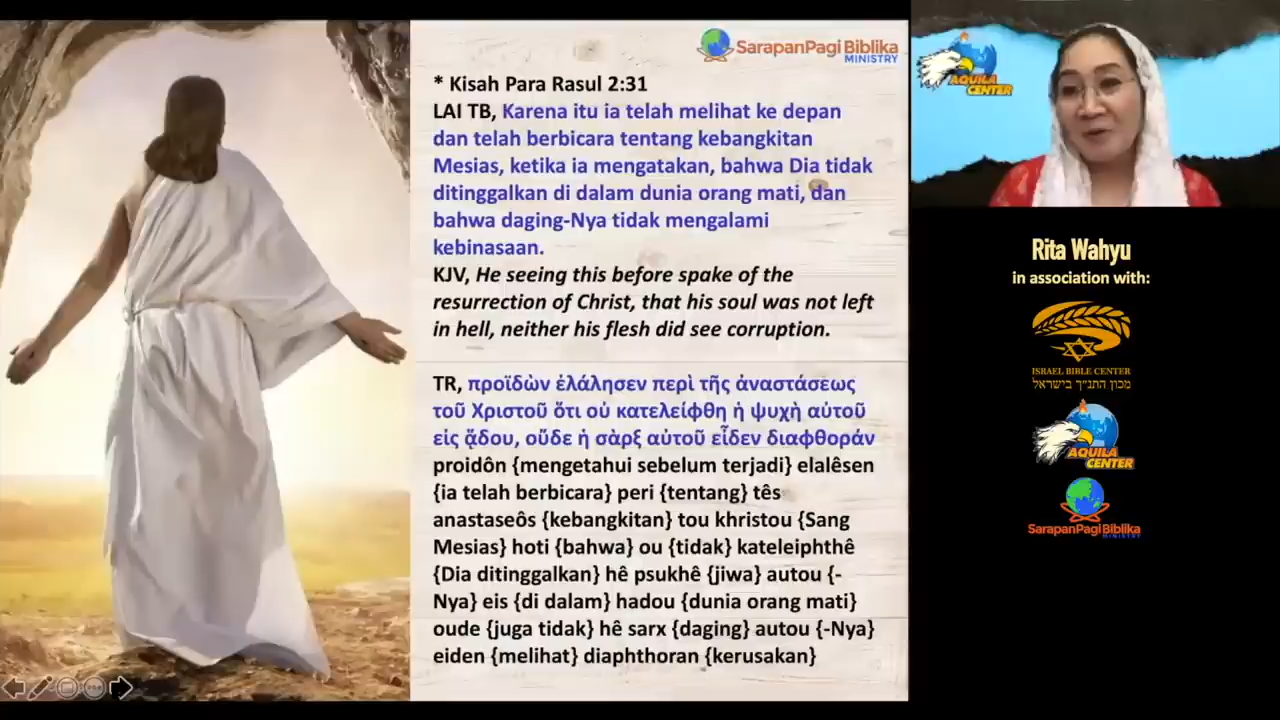 SarapanPagi Biblika
MINISTRY
* Kisah Para Rasul 2:31
LAI TB, Karena itu ia telah melihat ke depan
dan telah berbicara tentang kebangkitan
Mesias, ketika ia mengatakan, bahwa Dia tidak
ditinggalkan di dalam dunia orang mati, dan
bahwa daging-Nya tidak mengalami
kebinasaan.
KJV, He seeing this before spake of the
resurrection of Christ, that his soul was not left
in hell, neither his flesh did see corruption.
TR, προϊδὼν ἐλάλησεν περὶ τῆς ἀναστάσεως
τοῦ Χριστοῦ ὅτι οὐ κατελείφθη ἡ ψυχὴ αὐτοῦ
εἰς ᾅδου, οὔδε ἡ σὰρξ αὐτοῦ εἶδεν διαφθοράν
proidôn {mengetahui sebelum terjadi} elalêsen
{ia telah berbicara} peri {tentang} tês
anastaseôs {kebangkitan} tou khristou {Sang
Mesias} hoti {bahwa} ou {tidak} kateleiphthê
{Dia ditinggalkan} hê psukhê {jiwa} autou {-
Nya} eis {di dalam} hadou {dunia orang mati}
oude {juga tidak} hê sarx {daging} autou {-Nya}
eiden {melihat} diaphthoran {kerusakan}
AQUILA
CENTER
Rita Wahyu
in association with:
ISRAEL BIBLE CENTER
מכון התנ״ך בישראל
AQUILA
CENTER
SarapanPagi Biblika
MINISTRY